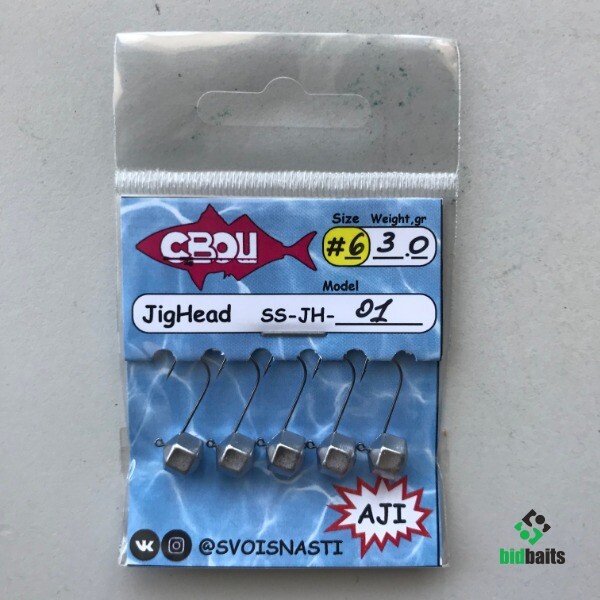 Size Weight,gr
СВОИ #6 3.0
Model
JigHead SS-JH- 01
AJI
@SVOISNASTI
bidbaits